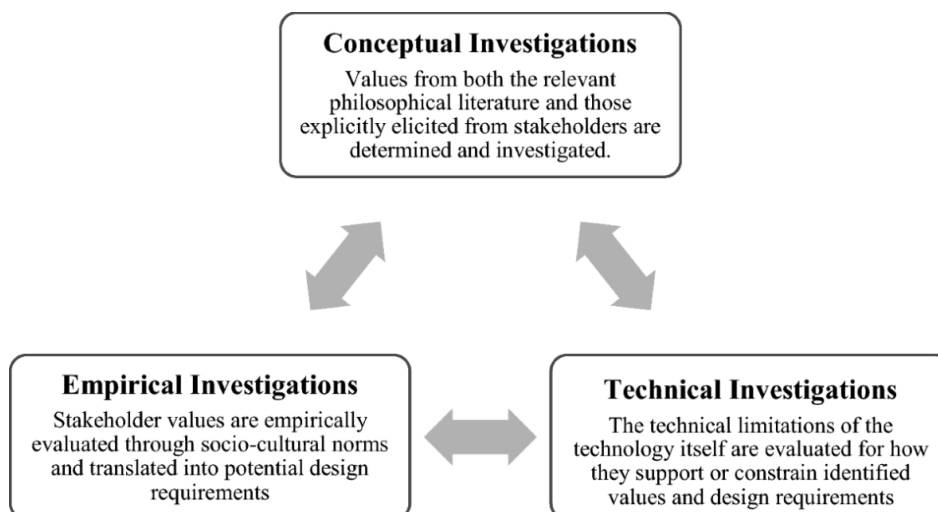 Conceptual Investigations
Values from both the relevant
philosophical literature and those
explicitly elicited from stakeholders are
determined and investigated.
Empirical Investigations
Stakeholder values are empirically
evaluated through socio-cultural norms
and translated into potential design
requirements
Technical Investigations
The technical limitations of the
technology itself are evaluated for how
they support or constrain identified
values and design requirements